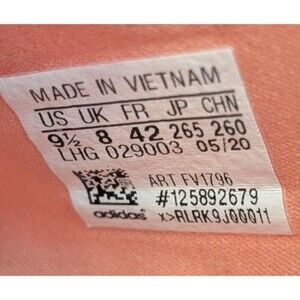 MADE IN VIETNAM
US UK FR JP CHN
9½ 8 42 265 260
LHG 029003 05/20
ART FV1796
#125892679
adidas X>RLRK9J00011